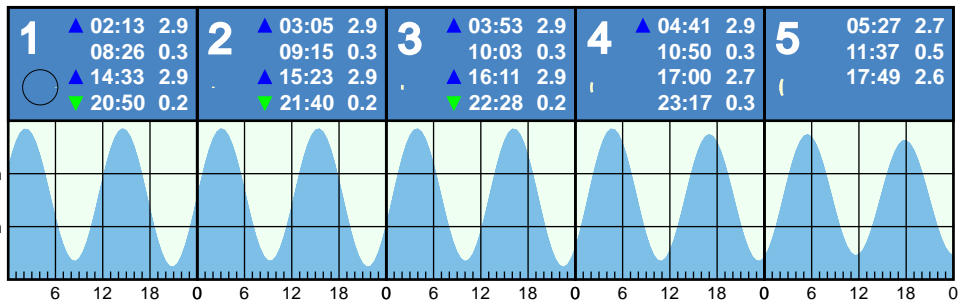 1 ▲ 02:13 2.9
08:26 0.3
▲ 14:33 2.9
▼ 20:50 0.2
2 ▲ 03:05 2.9
09:15 0.3
▲ 15:23 2.9
▼ 21:40 0.2
3 ▲ 03:53 2.9
10:03 0.3
▲ 16:11 2.9
▼ 22:28 0.2
4 ▲ 04:41 2.9
10:50 0.3
17:00 2.7
23:17 0.3
5 05:27 2.7
11:37 0.5
17:49 2.6
6 12 18 0 6 12 18 0 6 12 18 0 6 12 18 0 6 12 18 0